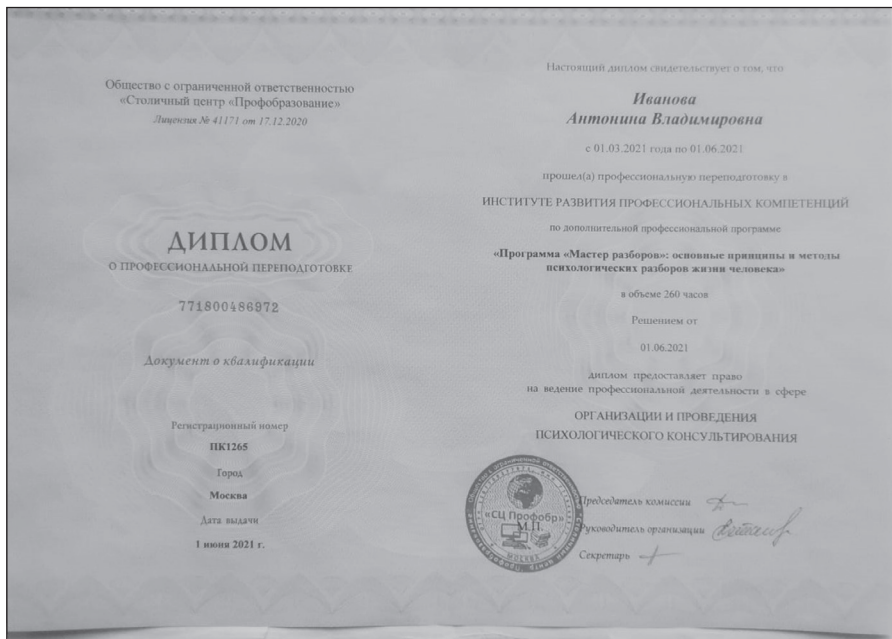 Общество с ограниченной ответственностью
«Столичный центр «Профобразование»
Лицензия № 41171 от 17.12.2020
ДИПЛОМ
О ПРОФЕССИОНАЛЬНОЙ ПЕРЕПОДГОТОВКЕ
771800486972
Документ о квалификации
Регистрационный номер
ПК1265
Город
Москва
Дата выдачи
1 июня 2021 г.
Настоящий диплом свидетельствует о том, что
Иванова
Антонина Владимировна
с 01.03.2021 года по 01.06.2021
прошел(а) профессиональную переподготовку в
ИНСТИТУТЕ РАЗВИТИЯ ПРОФЕССИОНАЛЬНЫХ КОМПЕТЕНЦИЙ
по дополнительной профессиональной программе
«Программа «Мастер разборов»: основные принципы и методы
психологических разборов жизни человека»
в объеме 260 часов
Решением от
01.06.2021
диплом предоставляет право
на ведение профессиональной деятельности в сфере
ОРГАНИЗАЦИИ И ПРОВЕДЕНИЯ
ПСИХОЛОГИЧЕСКОГО КОНСУЛЬТИРОВАНИЯ
«СЦ Профобр»
М.П.
МОСКВА
Председатель комиссии
Руководитель организации
Секретарь